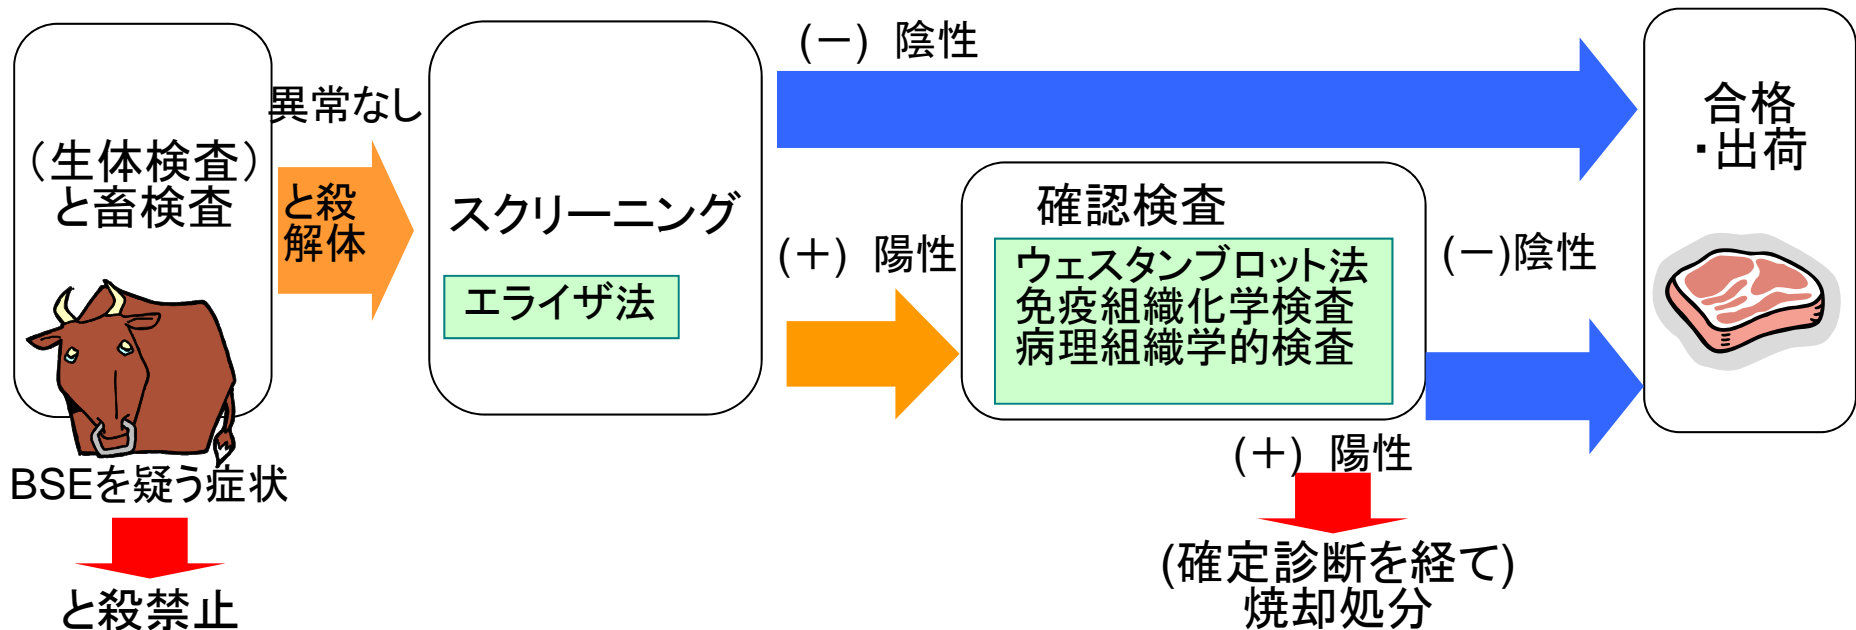 （生体検査）
と畜検査
BSEを疑う症状
と殺禁止
異常なし
と殺
解体
スクリーニング
エライザ法
(－) 陰性
(＋) 陽性
確認検査
ウェスタンブロット法
免疫組織化学検査
病理組織学的検査
(－)陰性
(＋) 陽性
(確定診断を経て)
焼却処分
合格
・出荷